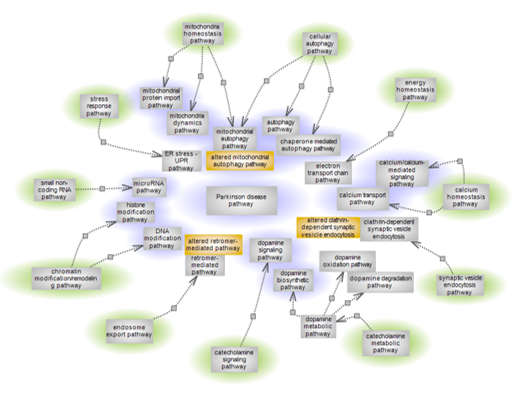 mitochondria
homeostasis
pathway
cellular
autophagy
pathway
energy
homeostasis
pathway
stress
response
pathway
mitochondrial
protein import
pathway
mitochondria
dynamics
pathway
mitochondrial
autophagy
pathway
altered mitochondrial
autophagy pathway
autophagy
pathway
chaperone mediated
autophagy pathway
ER stress -
UPR
pathway
electron
transport chain
pathway
calcium/calcium-
mediated
signaling
pathway
calcium transport
pathway
calcium
homeostasis
pathway
small non-
coding RNA
pathway
microRNA
pathway
histone
modification
pathway
Parkinson disease
pathway
DNA
modification
pathway
altered retromer-
mediated pathway
retromer-
mediated
pathway
dopamine
signaling
pathway
altered clathrin-
dependent synaptic
vesicle endocytosis
clathrin-dependent
synaptic vesicle
endocytosis
dopamine
oxidation pathway
dopamine
biosynthetic
pathway
dopamine degradation
pathway
chromatin
modification/remodelin
g pathway
synaptic vesicle
endocytosis
pathway
endosome
export pathway
dopamine
metabolic
pathway
catecholamine
signaling
pathway
catecholamine
metabolic
pathway